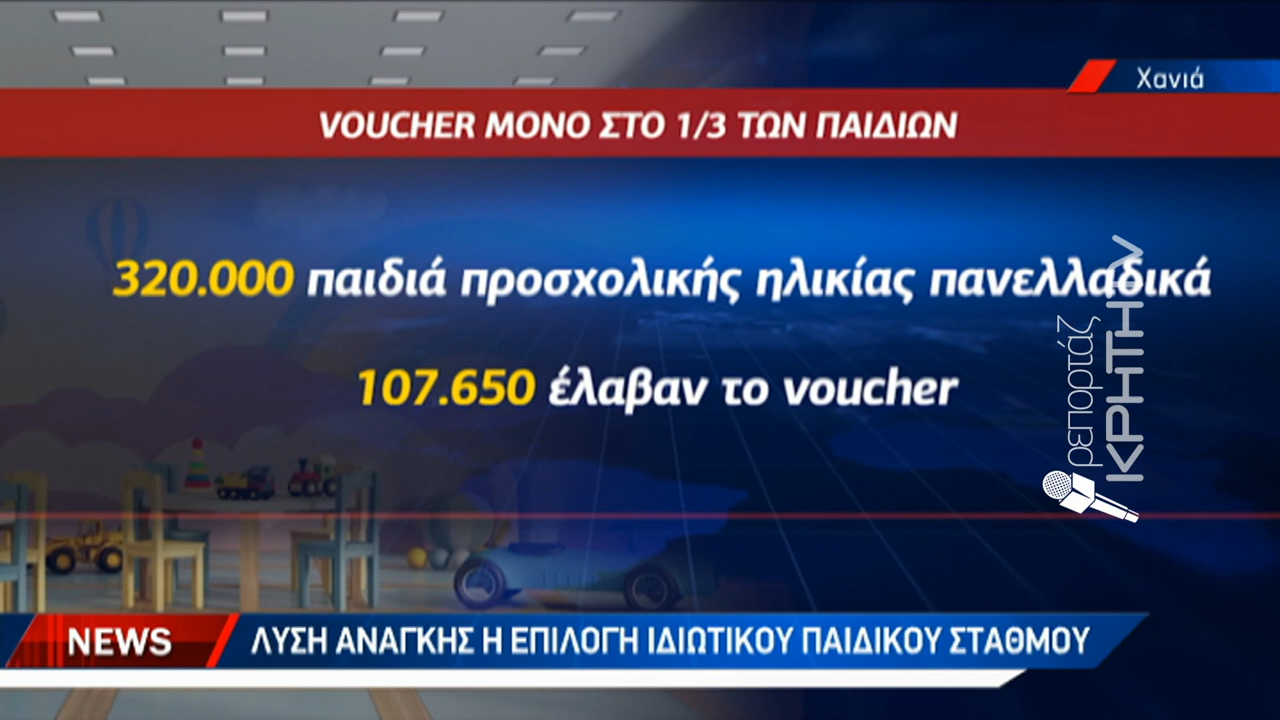 Χανιά
VOUCHER ΜΟΝΟ ΣΤΟ 1/3 ΤΩΝ ΠΑΙΔΙΩΝ
320.000 παιδιά προσχολικής ηλικίας πανελλαδικά
107.650 έλαβαν το voucher
ρεπορτάζ
ΚΡΗΤΗ TV
NEWS
ΛΥΣΗ ΑΝΑΓΚΗΣ Η ΕΠΙΛΟΓΗ ΙΔΙΩΤΙΚΟΥ ΠΑΙΔΙΚΟΥ ΣΤΑΘΜΟΥ